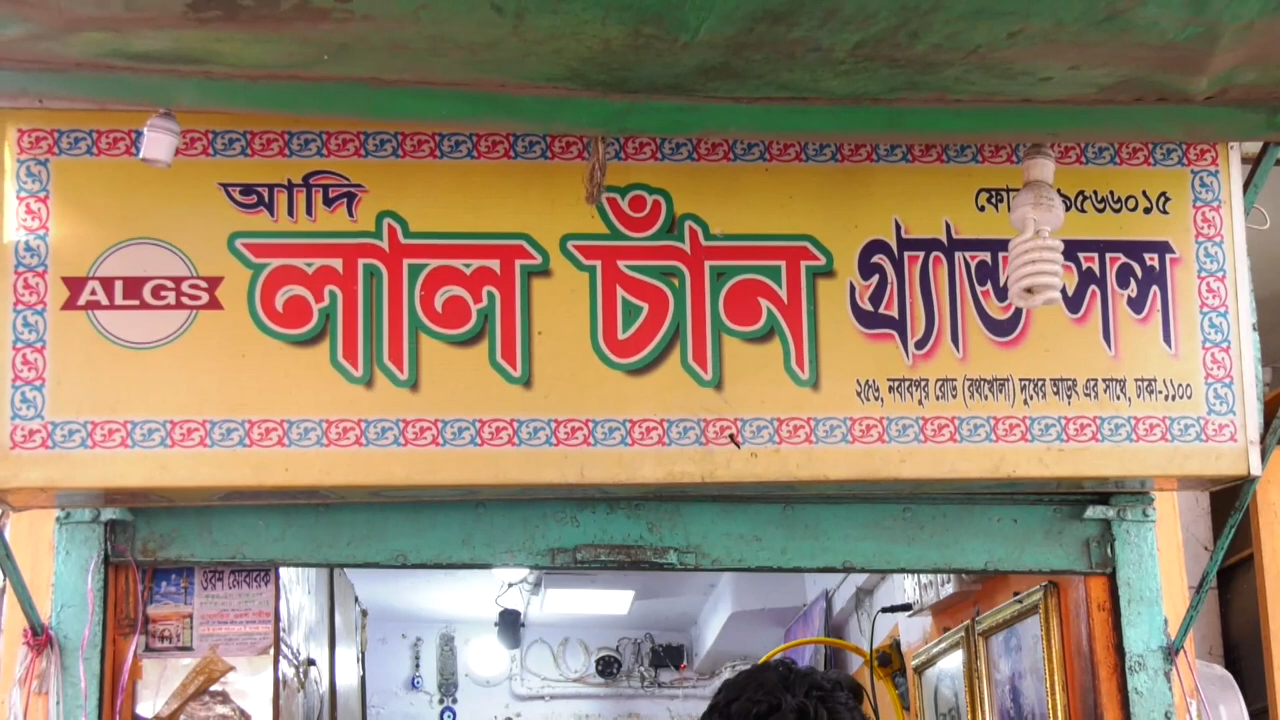 আদি
ALGS
লাল চাঁন
৯৫৬৬০১৫
গ্র্যান্ড সন্স
২৫৬, নবাবপুর রোড (রথখোলা) দুধের আড়ৎ এর সাথে, ঢাকা-১১০০
ওরশ মোবারক